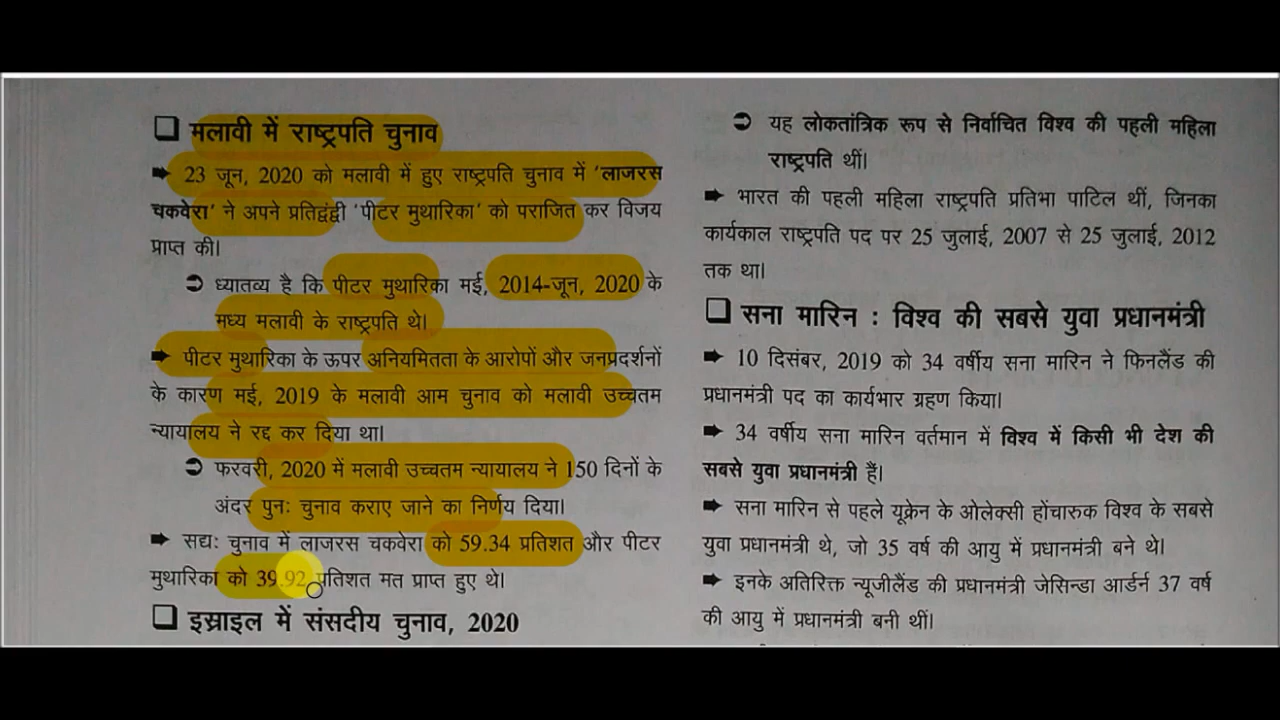 ❑ मलावी में राष्ट्रपति चुनाव
➨ 23 जून, 2020 को मलावी में हुए राष्ट्रपति चुनाव में 'लाजरस
चकवेरा' ने अपने प्रतिद्वंद्वी 'पीटर मुथारिका' को पराजित कर विजय
प्राप्त की।
➲ ध्यातव्य है कि पीटर मुथारिका मई, 2014-जून, 2020 के
मध्य मलावी के राष्ट्रपति थे।
➨ पीटर मुथारिका के ऊपर अनियमितता के आरोपों और जनप्रदर्शनों
के कारण मई, 2019 के मलावी आम चुनाव को मलावी उच्चतम
न्यायालय ने रद्द कर दिया था।
➲ फरवरी, 2020 में मलावी उच्चतम न्यायालय ने 150 दिनों के
अंदर पुनः चुनाव कराए जाने का निर्णय दिया।
➨ सद्यः चुनाव में लाजरस चकवेरा को 59.34 प्रतिशत और पीटर
मुथारिका को 39.92 प्रतिशत मत प्राप्त हुए थे।
❑ इस्राइल में संसदीय चुनाव, 2020
➲ यह लोकतांत्रिक रूप से निर्वाचित विश्व की पहली महिला
राष्ट्रपति थीं।
➨ भारत की पहली महिला राष्ट्रपति प्रतिभा पाटिल थीं, जिनका
कार्यकाल राष्ट्रपति पद पर 25 जुलाई, 2007 से 25 जुलाई, 2012
तक था।
❑ सना मारिन : विश्व की सबसे युवा प्रधानमंत्री
➨ 10 दिसंबर, 2019 को 34 वर्षीय सना मारिन ने फिनलैंड की
प्रधानमंत्री पद का कार्यभार ग्रहण किया।
➨ 34 वर्षीय सना मारिन वर्तमान में विश्व में किसी भी देश की
सबसे युवा प्रधानमंत्री हैं।
➨ सना मारिन से पहले यूक्रेन के ओलेक्सी होंचारुक विश्व के सबसे
युवा प्रधानमंत्री थे, जो 35 वर्ष की आयु में प्रधानमंत्री बने थे।
➨ इनके अतिरिक्त न्यूजीलैंड की प्रधानमंत्री जेसिन्डा आर्डर्न 37 वर्ष
की आयु में प्रधानमंत्री बनी थीं।